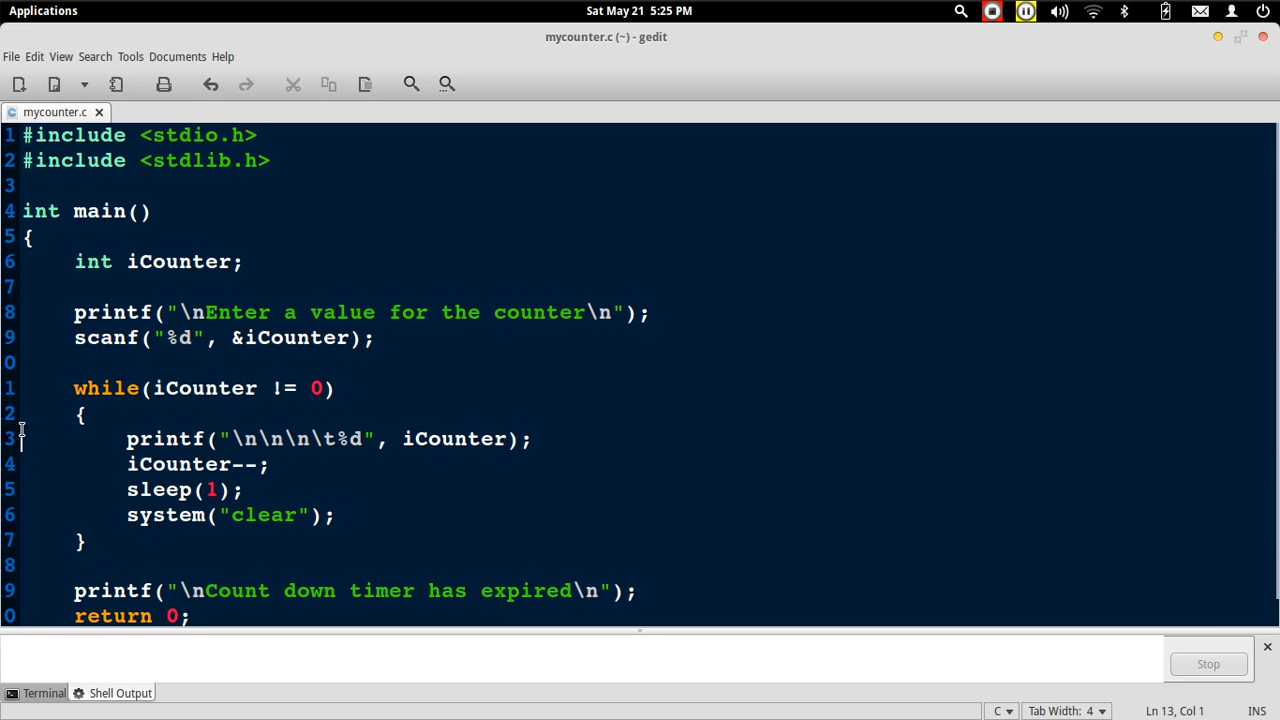 Applications Sat May 21 5:25 PM
mycounter.c (~) - gedit
File Edit View Search Tools Documents Help
mycounter.c
1 #include <stdio.h>
2 #include <stdlib.h>
3
4 int main()
5 {
6 int iCounter;
7
8 printf("\nEnter a value for the counter\n");
9 scanf("%d", &iCounter);
0
1 while(iCounter != 0)
2 {
3 printf("\n\n\n\t%d", iCounter);
4 iCounter--;
5 sleep(1);
6 system("clear");
7 }
8
9 printf("\nCount down timer has expired\n");
0 return 0;
Stop
Terminal Shell Output
C Tab Width: 4 Ln 13, Col 1 INS